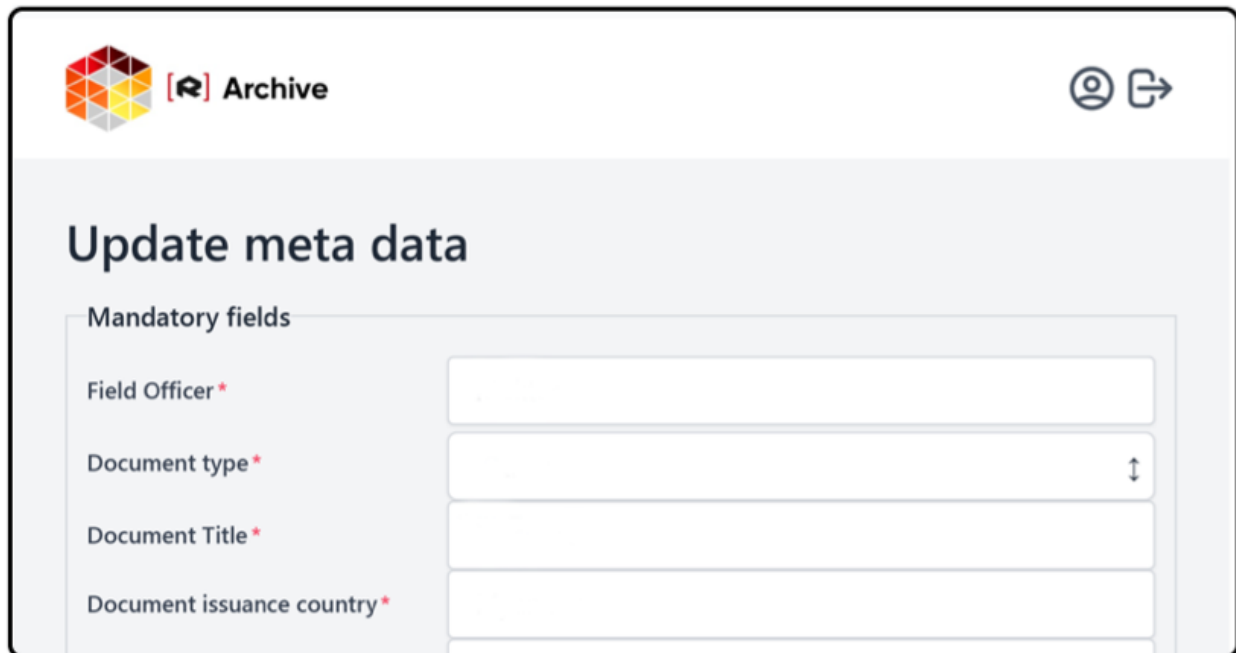 [R] Archive
Update meta data
Mandatory fields
Field Officer*
Document type*
Document Title*
Document issuance country*